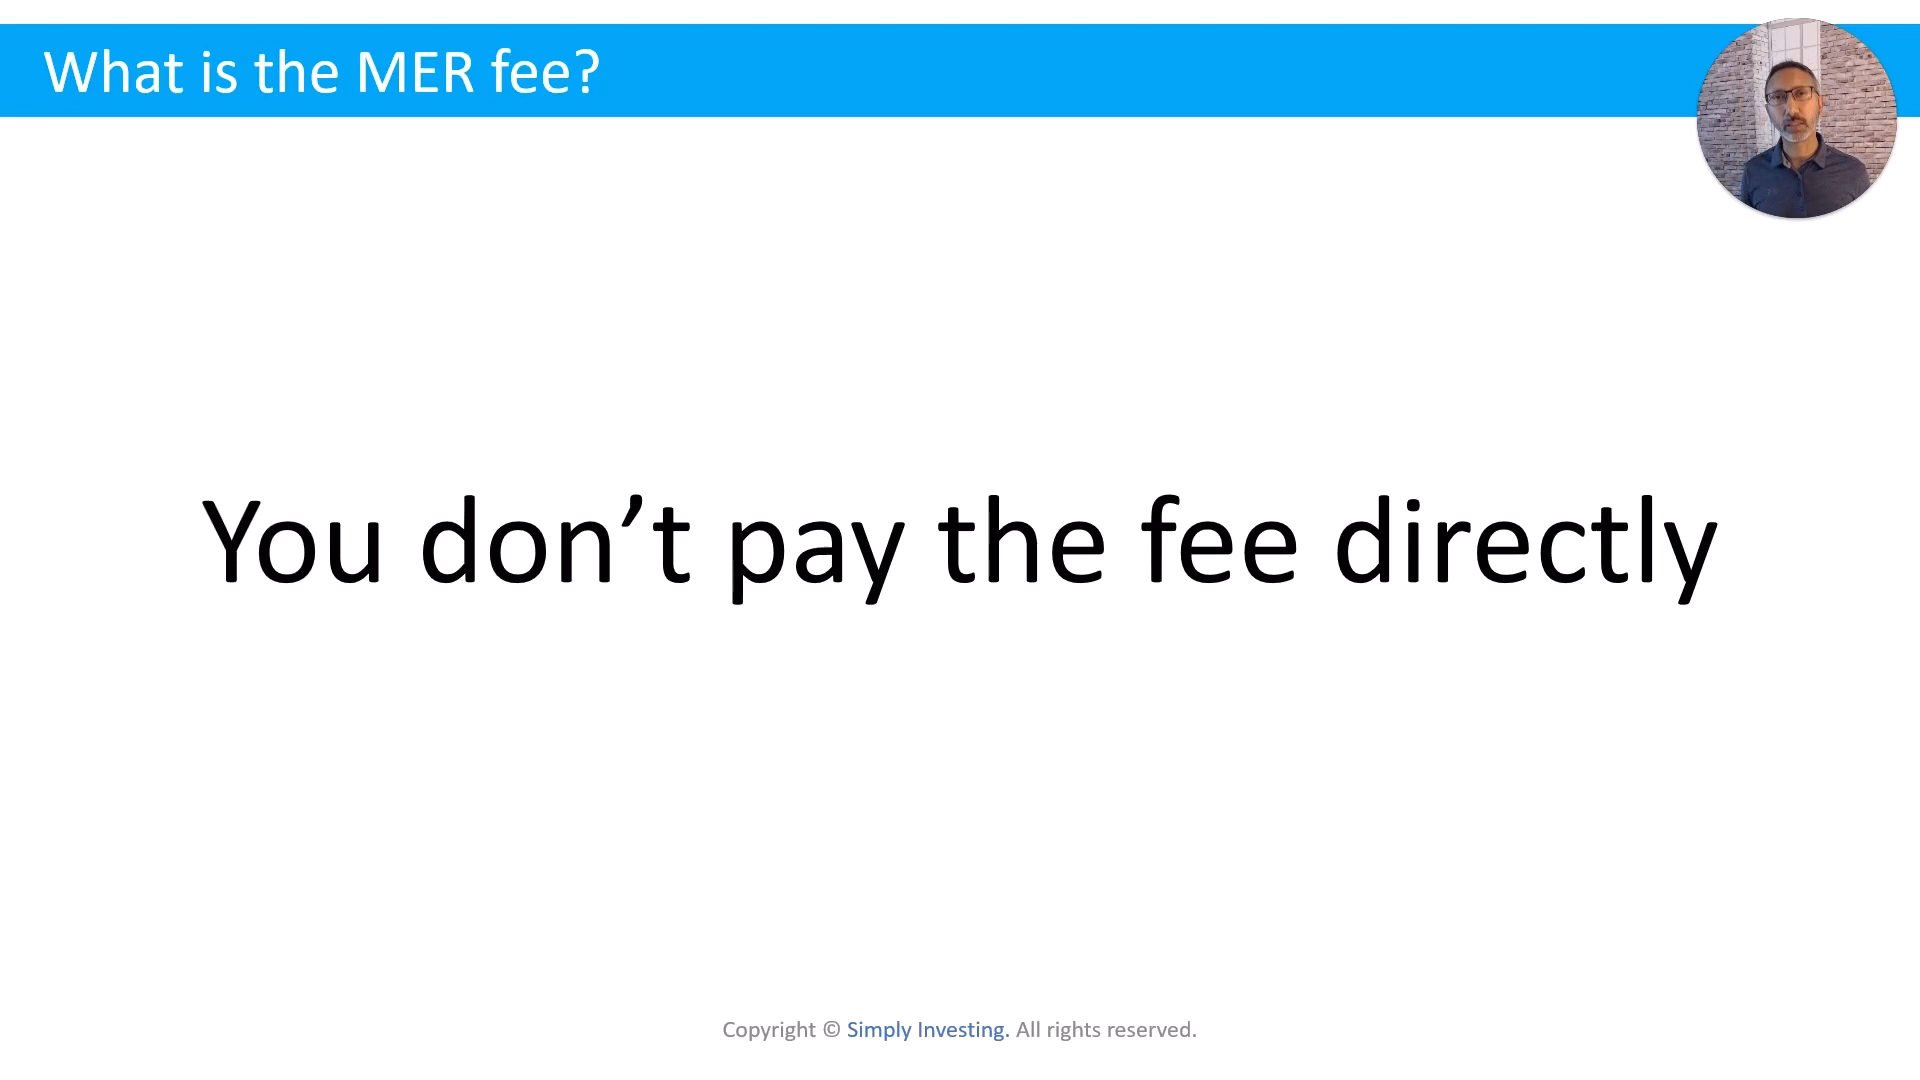 What is the MER fee?
You don’t pay the fee directly
Copyright © Simply Investing. All rights reserved.